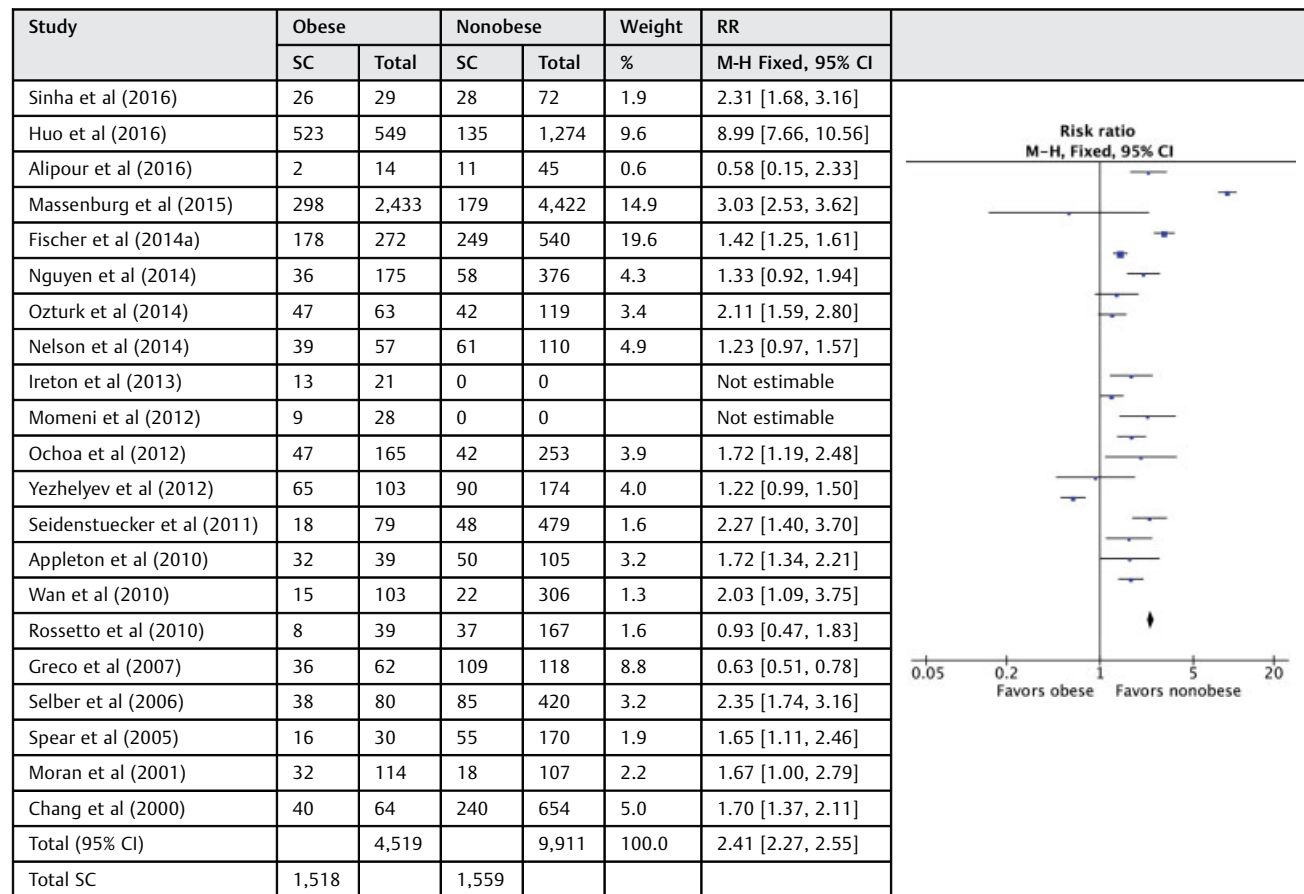 Study Obese Nonobese Weight RR
SC Total SC Total % M-H Fixed, 95% CI
Sinha et al (2016) 26 29 28 72 1.9 2.31 [1.68, 3.16]
Huo et al (2016) 523 549 135 1,274 9.6 8.99 [7.66, 10.56]
Alipour et al (2016) 2 14 11 45 0.6 0.58 [0.15, 2.33]
Massenburg et al (2015) 298 2,433 179 4,422 14.9 3.03 [2.53, 3.62]
Fischer et al (2014a) 178 272 249 540 19.6 1.42 [1.25, 1.61]
Nguyen et al (2014) 36 175 58 376 4.3 1.33 [0.92, 1.94]
Ozturk et al (2014) 47 63 42 119 3.4 2.11 [1.59, 2.80]
Nelson et al (2014) 39 57 61 110 4.9 1.23 [0.97, 1.57]
Ireton et al (2013) 13 21 0 0 Not estimable
Momeni et al (2012) 9 28 0 0 Not estimable
Ochoa et al (2012) 47 165 42 253 3.9 1.72 [1.19, 2.48]
Yezhelyev et al (2012) 65 103 90 174 4.0 1.22 [0.99, 1.50]
Seidenstuecker et al (2011) 18 79 48 479 1.6 2.27 [1.40, 3.70]
Appleton et al (2010) 32 39 50 105 3.2 1.72 [1.34, 2.21]
Wan et al (2010) 15 103 22 306 1.3 2.03 [1.09, 3.75]
Rossetto et al (2010) 8 39 37 167 1.6 0.93 [0.47, 1.83]
Greco et al (2007) 36 62 109 118 8.8 0.63 [0.51, 0.78]
Selber et al (2006) 38 80 85 420 3.2 2.35 [1.74, 3.16]
Spear et al (2005) 16 30 55 170 1.9 1.65 [1.11, 2.46]
Moran et al (2001) 32 114 18 107 2.2 1.67 [1.00, 2.79]
Chang et al (2000) 40 64 240 654 5.0 1.70 [1.37, 2.11]
Total (95% CI) 4,519 9,911 100.0 2.41 [2.27, 2.55]
Total SC 1,518 1,559
Risk ratio
M-H, Fixed, 95% CI
0.05 0.2 1 5 20
Favors obese Favors nonobese